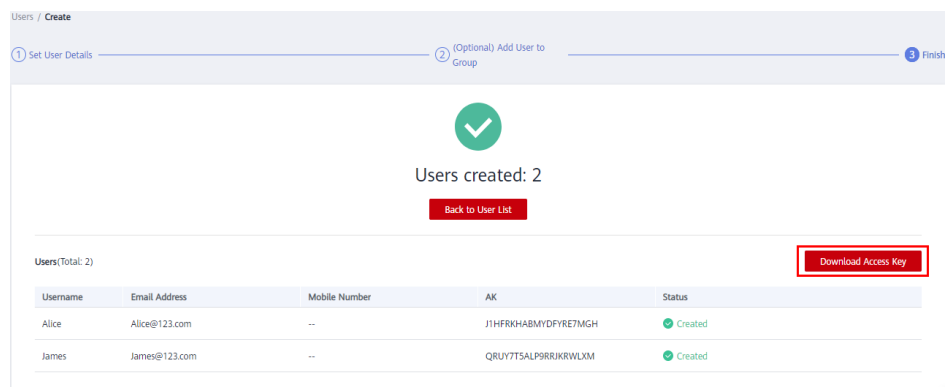 Users / Create
1 Set User Details
2 (Optional) Add User to
Group
3 Finish
Users created: 2
Back to User List
Users(Total: 2)
Download Access Key
Username Email Address Mobile Number AK Status
Alice Alice@123.com -- J1HFRKHABMYDFYRE7MGH Created
James James@123.com -- QRUY7T5ALP9RRJKRWLXM Created